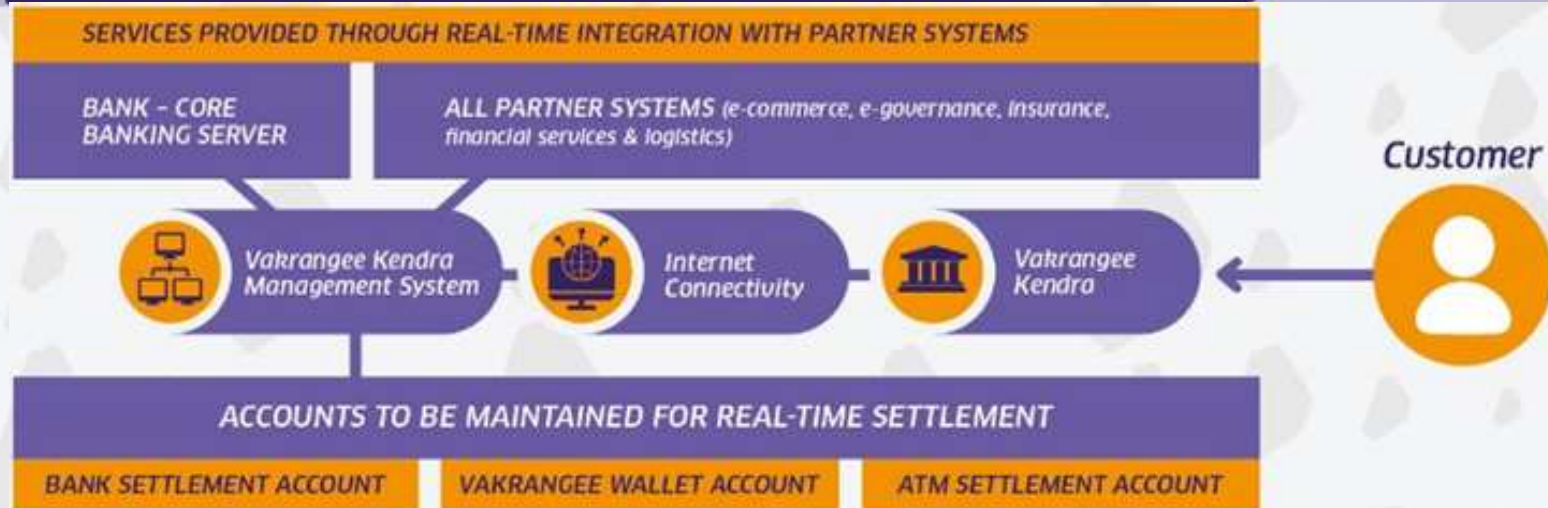 SERVICES PROVIDED THROUGH REAL-TIME INTEGRATION WITH PARTNER SYSTEMS
BANK – CORE
BANKING SERVER
ALL PARTNER SYSTEMS (e-commerce, e-governance, insurance,
financial services & logistics)
Customer
Vakrangee Kendra
Management System
Internet
Connectivity
Vakrangee
Kendra
ACCOUNTS TO BE MAINTAINED FOR REAL-TIME SETTLEMENT
BANK SETTLEMENT ACCOUNT
VAKRANGEE WALLET ACCOUNT
ATM SETTLEMENT ACCOUNT